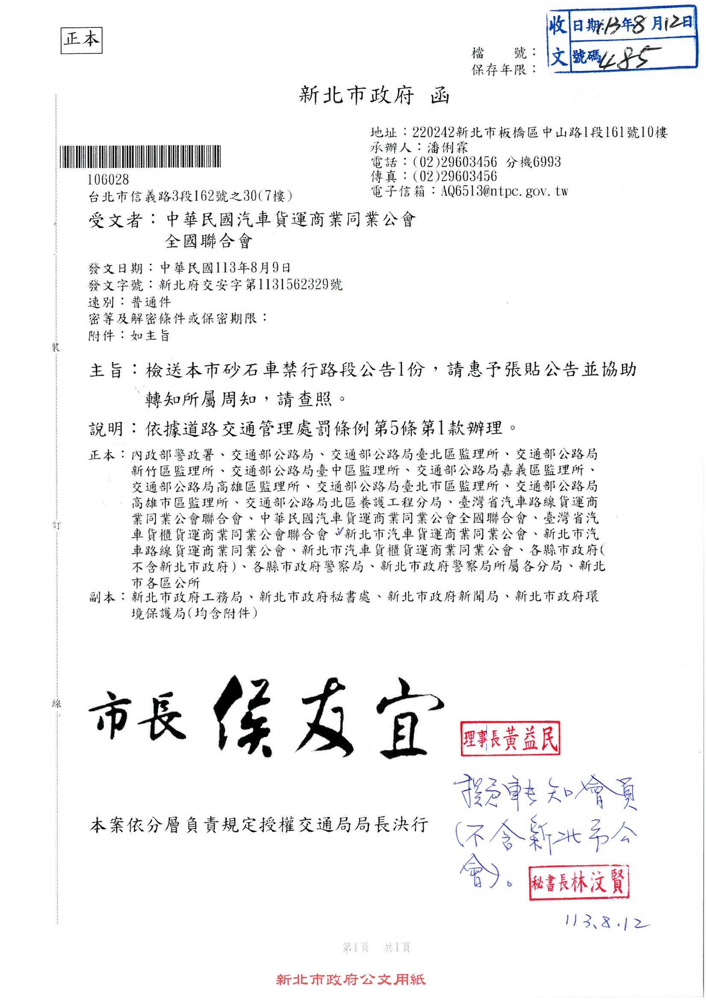 正本
收文
日期:113年8月12日
號碼 485
檔　　號：
保存年限：
新北市政府 函
地址：220242新北市板橋區中山路1段161號10樓
承辦人：潘俐霖
電話：(02)29603456 分機6993
傳真：(02)29603456
電子信箱：AQ6513@ntpc.gov.tw
106028
台北市信義路3段162號之30(7樓)
受文者：中華民國汽車貨運商業同業公會
全國聯合會
發文日期：中華民國113年8月9日
發文字號：新北府交安字第1131562329號
速別：普通件
密等及解密條件或保密期限：
附件：如主旨
主旨：檢送本市砂石車禁行路段公告1份，請惠予張貼公告並協助
轉知所屬周知，請查照。
說明：依據道路交通管理處罰條例第5條第1款辦理。
正本：內政部警政署、交通部公路局、交通部公路局臺北區監理所、交通部公路局
新竹區監理所、交通部公路局臺中區監理所、交通部公路局嘉義區監理所、
交通部公路局高雄區監理所、交通部公路局臺北市區監理所、交通部公路局
高雄市區監理所、交通部公路局北區養護工程分局、臺灣省汽車路線貨運商
業同業公會聯合會、中華民國汽車貨運商業同業公會全國聯合會、臺灣省汽
車貨櫃貨運商業同業公會聯合會、新北市汽車貨運商業同業公會、新北市汽
車路線貨運商業同業公會、新北市汽車貨櫃貨運商業同業公會、各縣市政府(
不含新北市政府)、各縣市政府警察局、新北市政府警察局所屬各分局、新北
市各區公所
副本：新北市政府工務局、新北市政府秘書處、新北市政府新聞局、新北市政府環
境保護局(均含附件)
裝
訂
線
市長 侯友宜
理事長黃益民
擬轉知會員
(不含新北市公
會)。
本案依分層負責規定授權交通局局長決行
秘書長林汶賢
113.8.12
第1頁　共1頁
新北市政府公文用紙